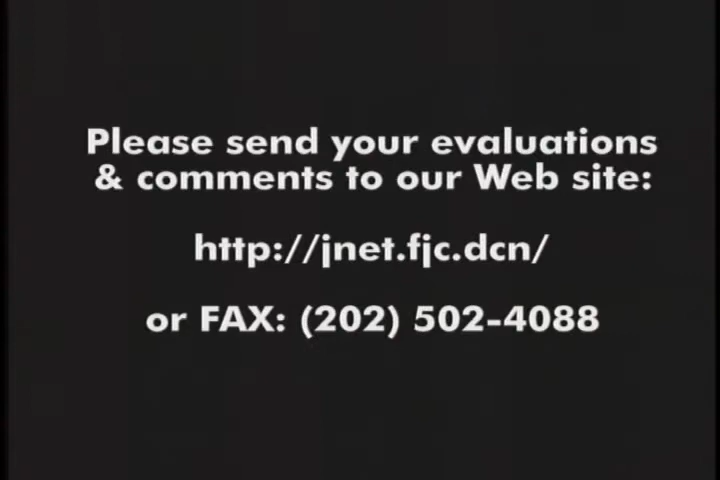 Please send your evaluations
& comments to our Web site:
http://jnet.fjc.dcn/
or FAX: (202) 502-4088